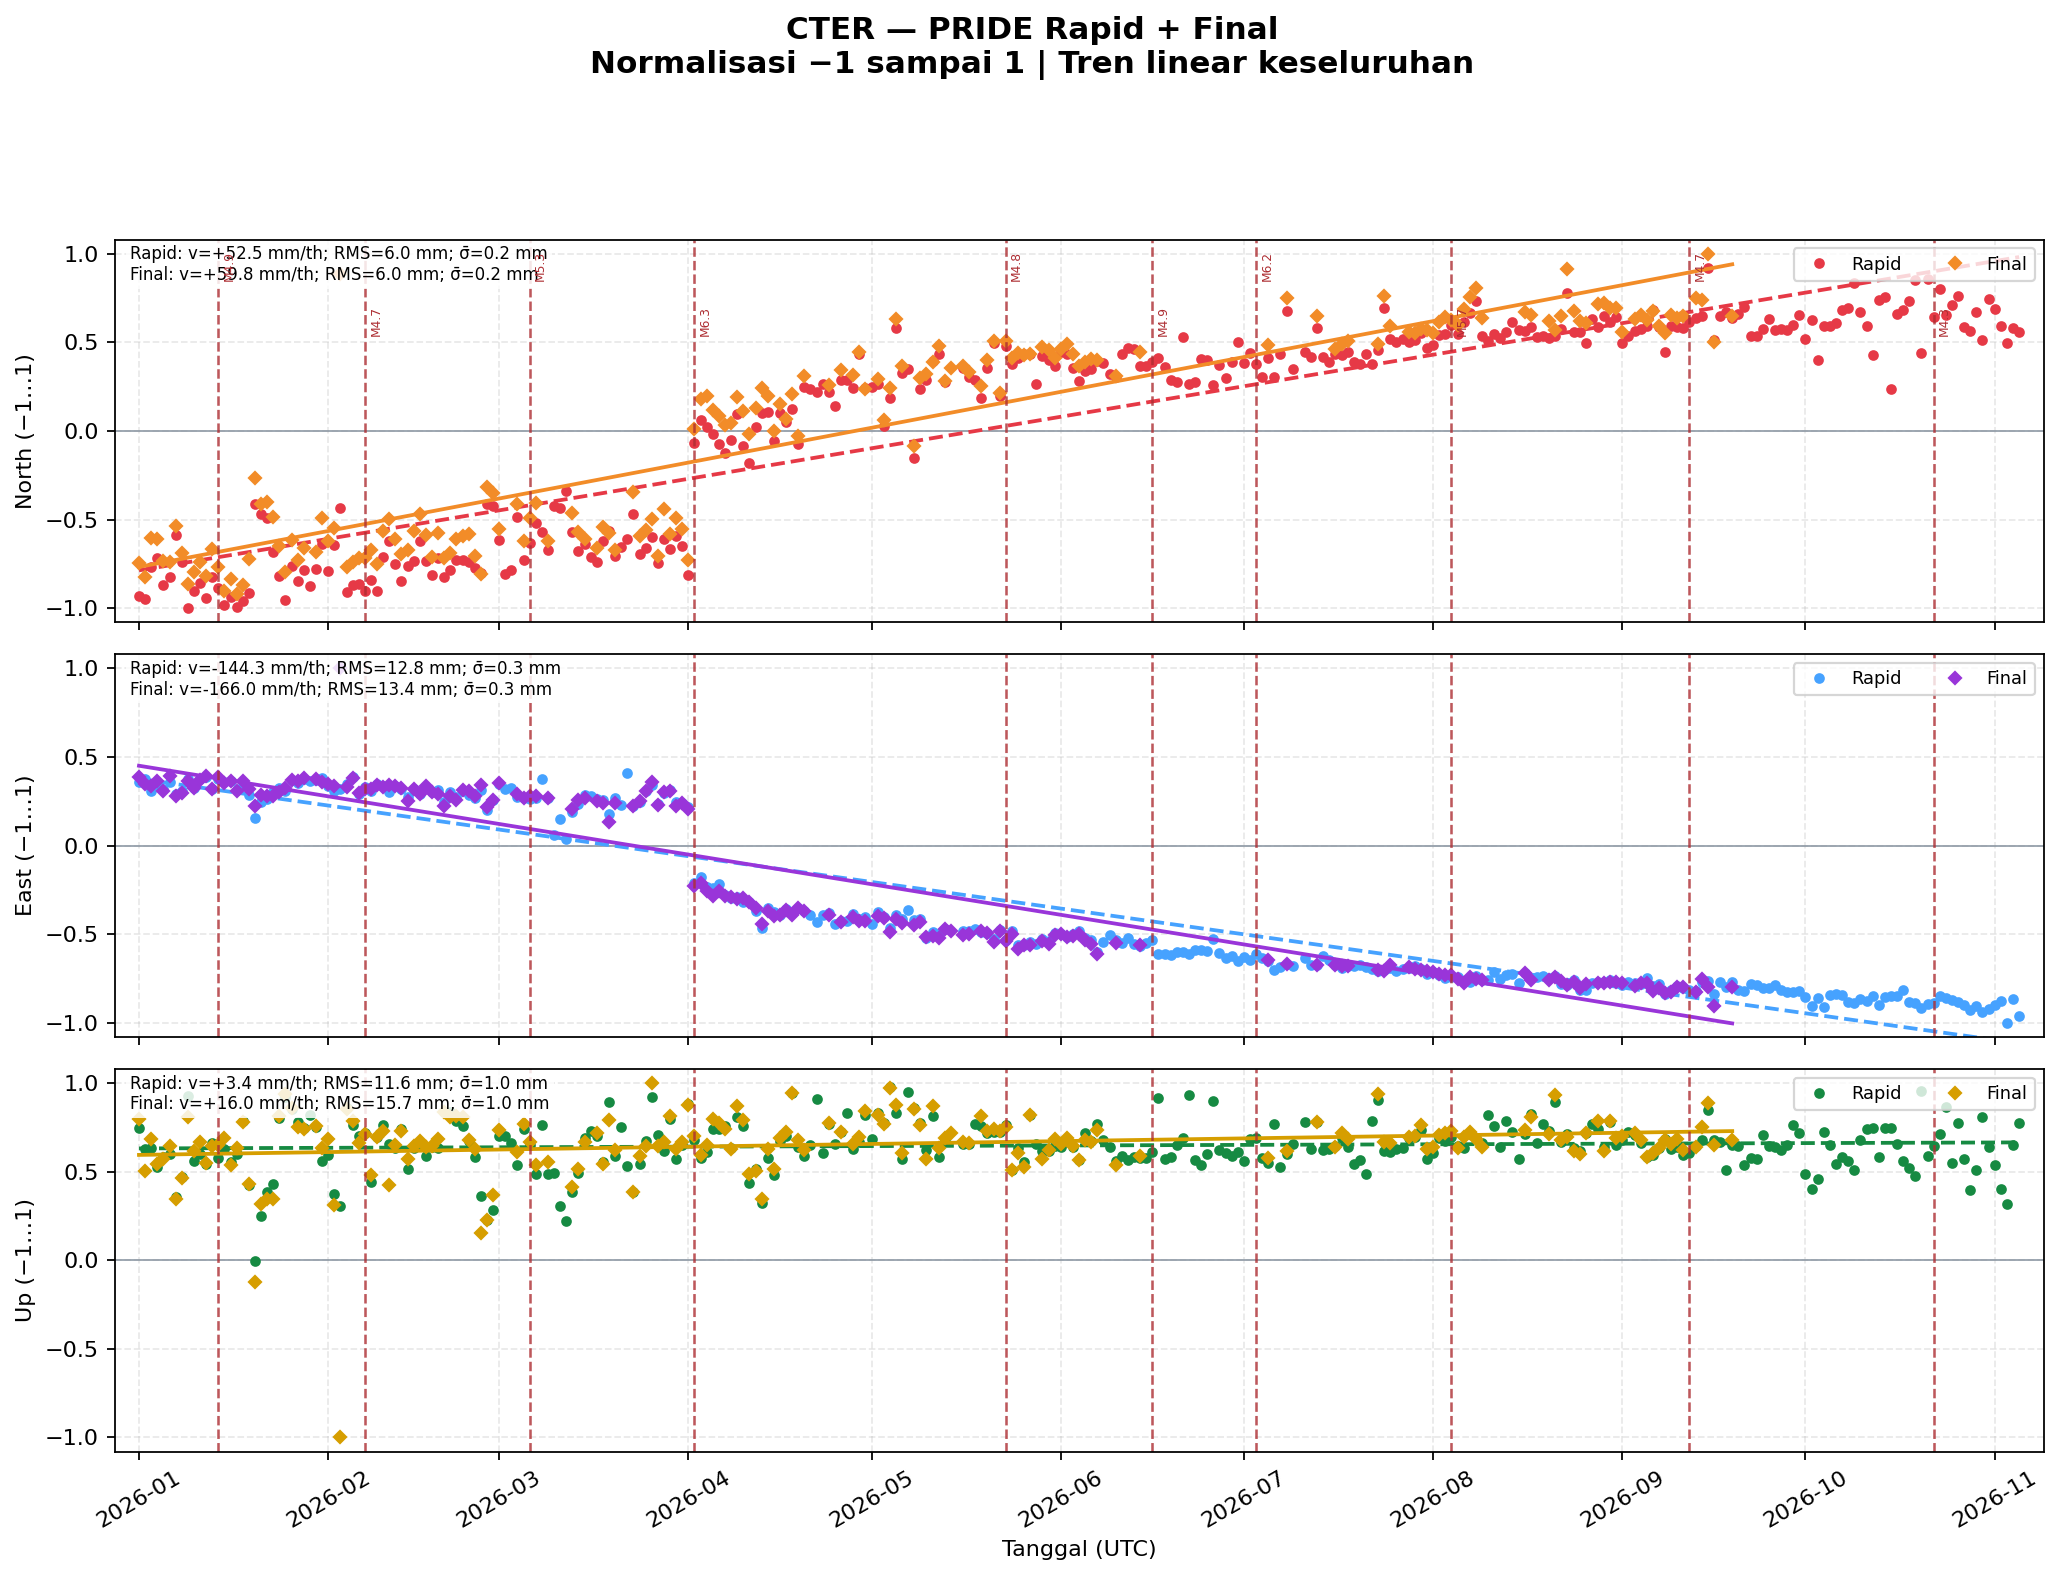 CTER — PRIDE Rapid + Final
Normalisasi −1 sampai 1 | Tren linear keseluruhan
North (−1...1)
1.0
0.5
0.0
−0.5
−1.0
Rapid: v=+52.5 mm/th; RMS=6.0 mm; σ̄=0.2 mm
Final: v=+59.8 mm/th; RMS=6.0 mm; σ̄=0.2 mm
M4.7
M6.3
M4.8
M4.9
M6.2
M4.7
Rapid
Final
East (−1...1)
1.0
0.5
0.0
−0.5
−1.0
Rapid: v=-144.3 mm/th; RMS=12.8 mm; σ̄=0.3 mm
Final: v=-166.0 mm/th; RMS=13.4 mm; σ̄=0.3 mm
Rapid
Final
Up (−1...1)
1.0
0.5
0.0
−0.5
−1.0
Rapid: v=+3.4 mm/th; RMS=11.6 mm; σ̄=1.0 mm
Final: v=+16.0 mm/th; RMS=15.7 mm; σ̄=1.0 mm
Rapid
Final
2026-01
2026-02
2026-03
2026-04
2026-05
2026-06
2026-07
2026-08
2026-09
2026-10
2026-11
Tanggal (UTC)